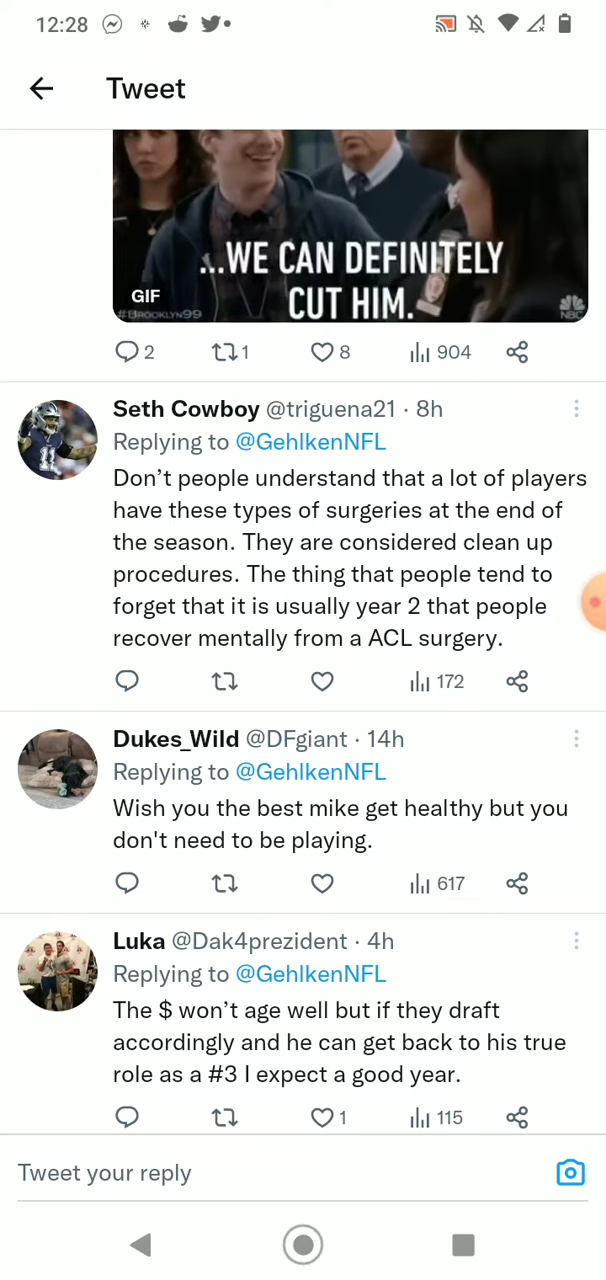 12:28
Tweet
...WE CAN DEFINITELY
CUT HIM.
GIF
#BROOKLYN99
NBC
2 1 8 904
Seth Cowboy @triguena21 · 8h
Replying to @GehlkenNFL
Don’t people understand that a lot of players
have these types of surgeries at the end of
the season. They are considered clean up
procedures. The thing that people tend to
forget that it is usually year 2 that people
recover mentally from a ACL surgery.
172
Dukes_Wild @DFgiant · 14h
Replying to @GehlkenNFL
Wish you the best mike get healthy but you
don't need to be playing.
617
Luka @Dak4prezident · 4h
Replying to @GehlkenNFL
The $ won’t age well but if they draft
accordingly and he can get back to his true
role as a #3 I expect a good year.
1 115
Tweet your reply